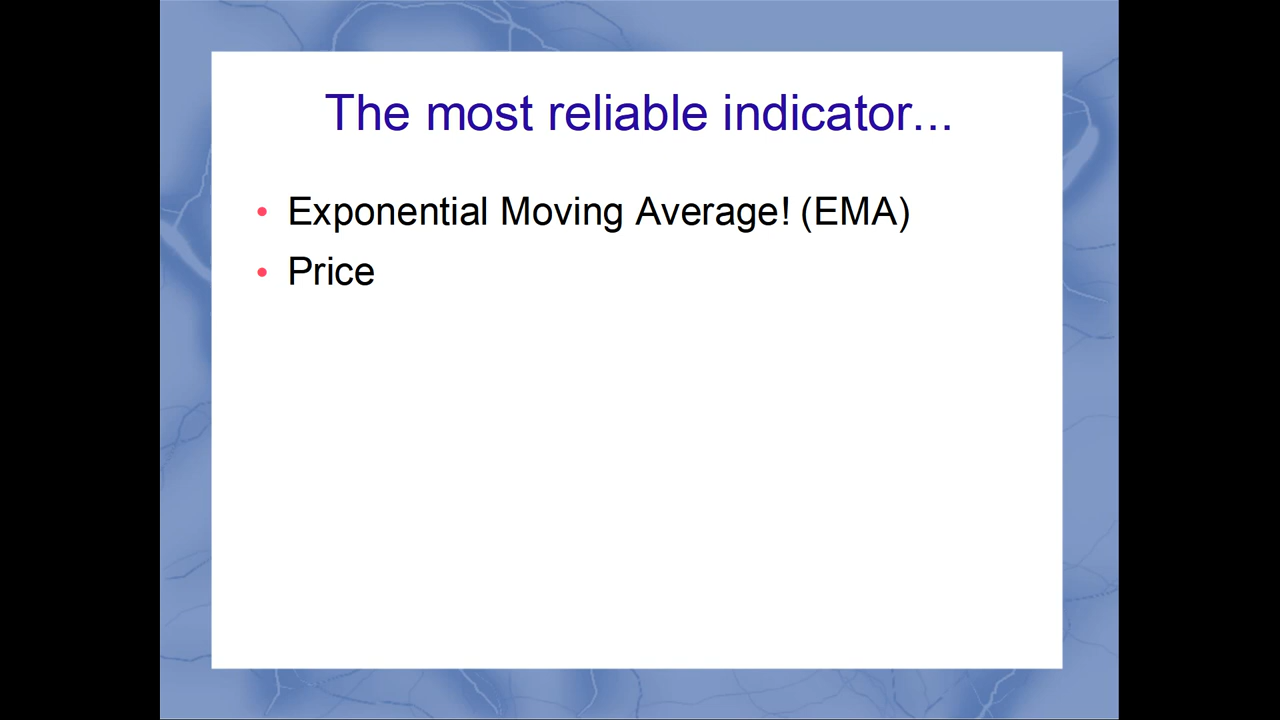 The most reliable indicator...
• Exponential Moving Average! (EMA)
• Price